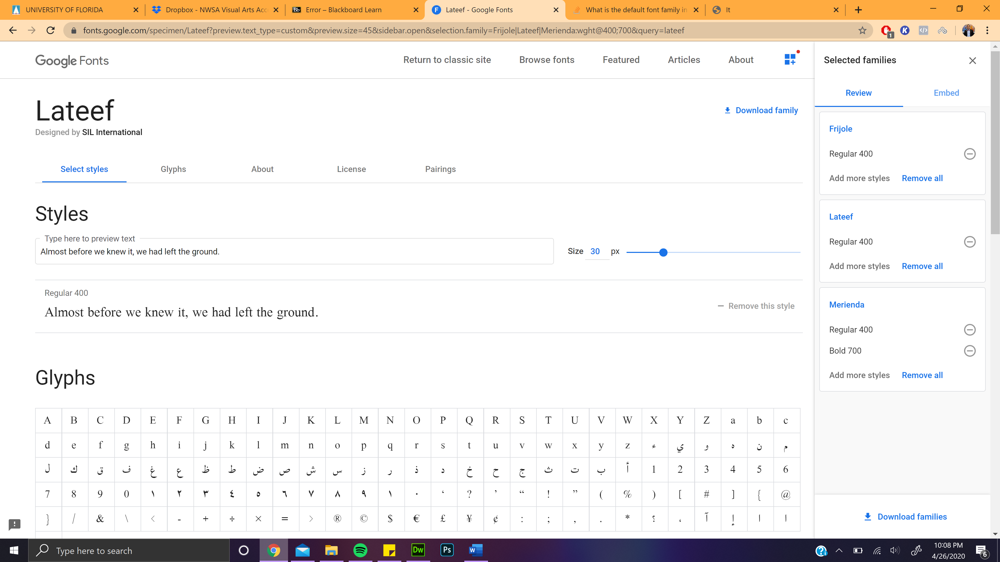 UNIVERSITY OF FLORIDA
Dropbox - NWSA Visual Arts Acc
Error – Blackboard Learn
Lateef - Google Fonts
What is the default font family in
It
fonts.google.com/specimen/Lateef?preview.text_type=custom&preview.size=45&sidebar.open&selection.family=Frijole|Lateef|Merienda:wght@400;700&query=lateef
1
Google Fonts
Return to classic site
Browse fonts
Featured
Articles
About
Lateef
Designed by SIL International
Download family
Select styles
Glyphs
About
License
Pairings
Styles
Type here to preview text
Almost before we knew it, we had left the ground.
Size 30 px
Regular 400
Almost before we knew it, we had left the ground.
Remove this style
Glyphs
A B C D E F G H I J K L M N O P Q R S T U V W X Y Z a b c
d e f g h i j k l m n o p q r s t u v w x y z ء ي و ه ن م
ل ك ق ف غ ع ظ ط ض ص ش س ز ر ذ د خ ح ج ث ت ب أ 1 2 3 4 5 6
7 8 9 0 ١ ٢ ٣ ٤ ٥ ٦ ٧ ٨ ٩ ١ ٠ ‘ ? ’ “ ! ” ( % ) [ # ] { @
} / & \ < - + ÷ × = > ® © $ € £ ¥ ¢ : ; , . * ؟ ، آ إ ا ا
Selected families
Review
Embed
Frijole
Regular 400
Add more styles
Remove all
Lateef
Regular 400
Add more styles
Remove all
Merienda
Regular 400
Bold 700
Add more styles
Remove all
Download families
Type here to search
Dw
Ps
W
10:08 PM
4/26/2020
6